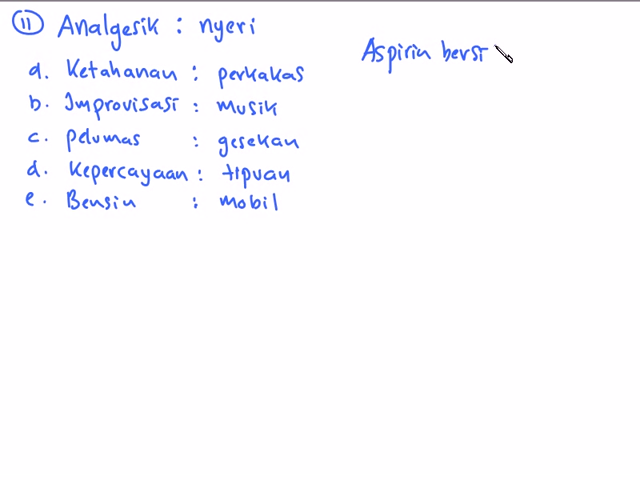 11 Analgesik : nyeri
a. Ketahanan : perkakas
b. Improvisasi : musik
c. pelumas : gesekan
d. kepercayaan : tipuan
e. Bensin : mobil
Aspirin bersi